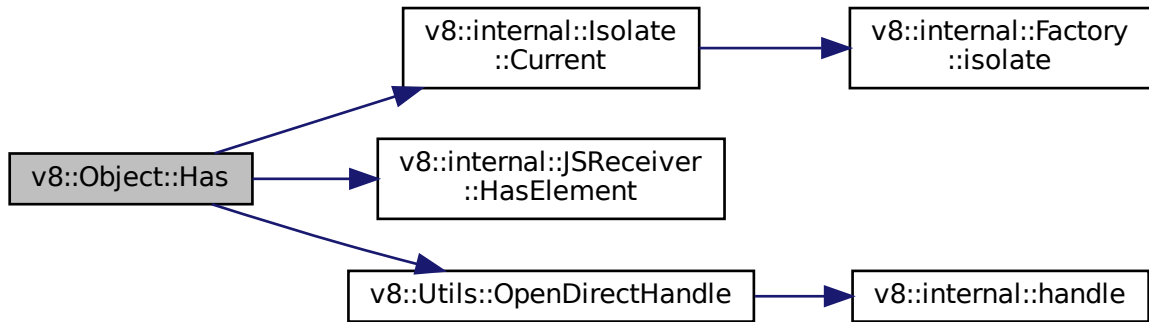 v8::internal::Isolate
::Current
v8::internal::Factory
::isolate
v8::Object::Has
v8::internal::JSReceiver
::HasElement
v8::Utils::OpenDirectHandle
v8::internal::handle